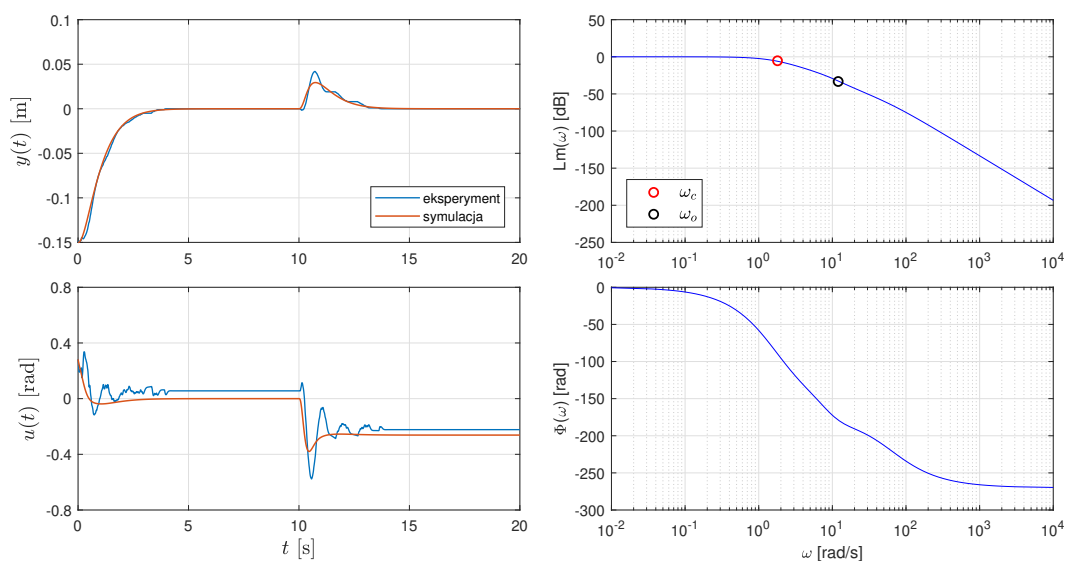 0.1
0.05
0
-0.05
-0.1
-0.15
y(t) [m]
eksperyment
symulacja
0 5 10 15 20
0.8
0.4
0
-0.4
-0.8
u(t) [rad]
0 5 10 15 20
t [s]
50
0
-50
-100
-150
-200
-250
Lm(ω) [dB]
ω_c
ω_o
10^-2 10^-1 10^0 10^1 10^2 10^3 10^4
0
-50
-100
-150
-200
-250
-300
Φ(ω) [rad]
10^-2 10^-1 10^0 10^1 10^2 10^3 10^4
ω [rad/s]